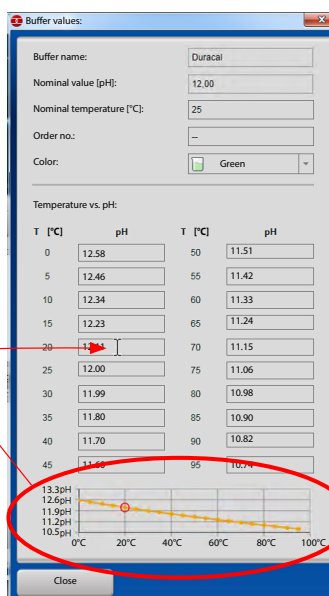 Buffer values:
Buffer name: Duracal
Nominal value [pH]: 12,00
Nominal temperature [°C]: 25
Order no.: --
Color: Green
Temperature vs. pH:
T [°C] pH T [°C] pH
0 12.58 50 11.51
5 12.46 55 11.42
10 12.34 60 11.33
15 12.23 65 11.24
20 70 11.15
25 12.00 75 11.06
30 11.99 80 10.98
35 11.80 85 10.90
40 11.70 90 10.82
45 95 10.74
13.3pH
12.6pH
11.9pH
11.2pH
10.5pH
0°C 20°C 40°C 60°C 80°C 100°C
Close